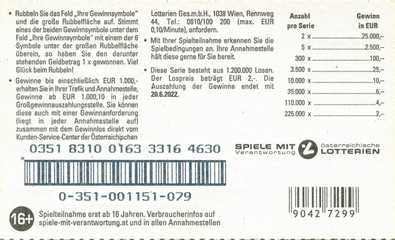 • Rubbeln Sie das Feld „Ihre Gewinnsymbole"
und die große Rubbelfläche auf. Stimmt
eines der beiden Gewinnsymbole unter dem
Feld „Ihre Gewinnsymbole" mit einem der 6
Symbole unter der großen Rubbelfläche
überein, so haben Sie den darunter
stehenden Geldbetrag 1 x gewonnen. Viel
Glück beim Rubbeln!
• Gewinne bis einschließlich EUR 1.000,-
erhalten Sie in Ihrer Trafik und Annahmestelle,
Gewinne ab EUR 1.000,10 in jedem
Großgewinnauszahlungsstelle. Sie können
diese auch mit einer Gewinnanforderung
(liegt in jeder Annahmestelle auf)
zusammen mit dem Gewinnlos direkt vom
Kunden-Service-Center der Österreichischen
Lotterien Ges.m.b.H., 1038 Wien, Rennweg
44, Tel.: 0810/100 200 (max. EUR
0,10/Minute), anfordern.
• Mit Ihrer Spielteilnahme erkennen Sie die
Spielbedingungen an. Ihre Annahmestelle
hält diese gerne für Sie bereit.
• Diese Serie besteht aus 1.200.000 Losen.
Der Lospreis beträgt EUR 2,-. Die
Auszahlung der Gewinne endet mit
20.6.2022.
Anzahl pro Serie Gewinn in EUR
2 x 25.000,-
5 x 2.500,-
300 x 100,-
3.500 x 25,-
10.000 x 10,-
35.000 x 6,-
110.000 x 4,-
225.000 x 2,-
0351 8310 0163 3316 4630
0-351-001151-079
SPIELE MIT Verantwortung
österreichische LOTTERIEN
16+
Spielteilnahme erst ab 16 Jahren. Verbraucherinfos auf
spiele-mit-verantwortung.at und in allen Annahmestellen
9042 7299